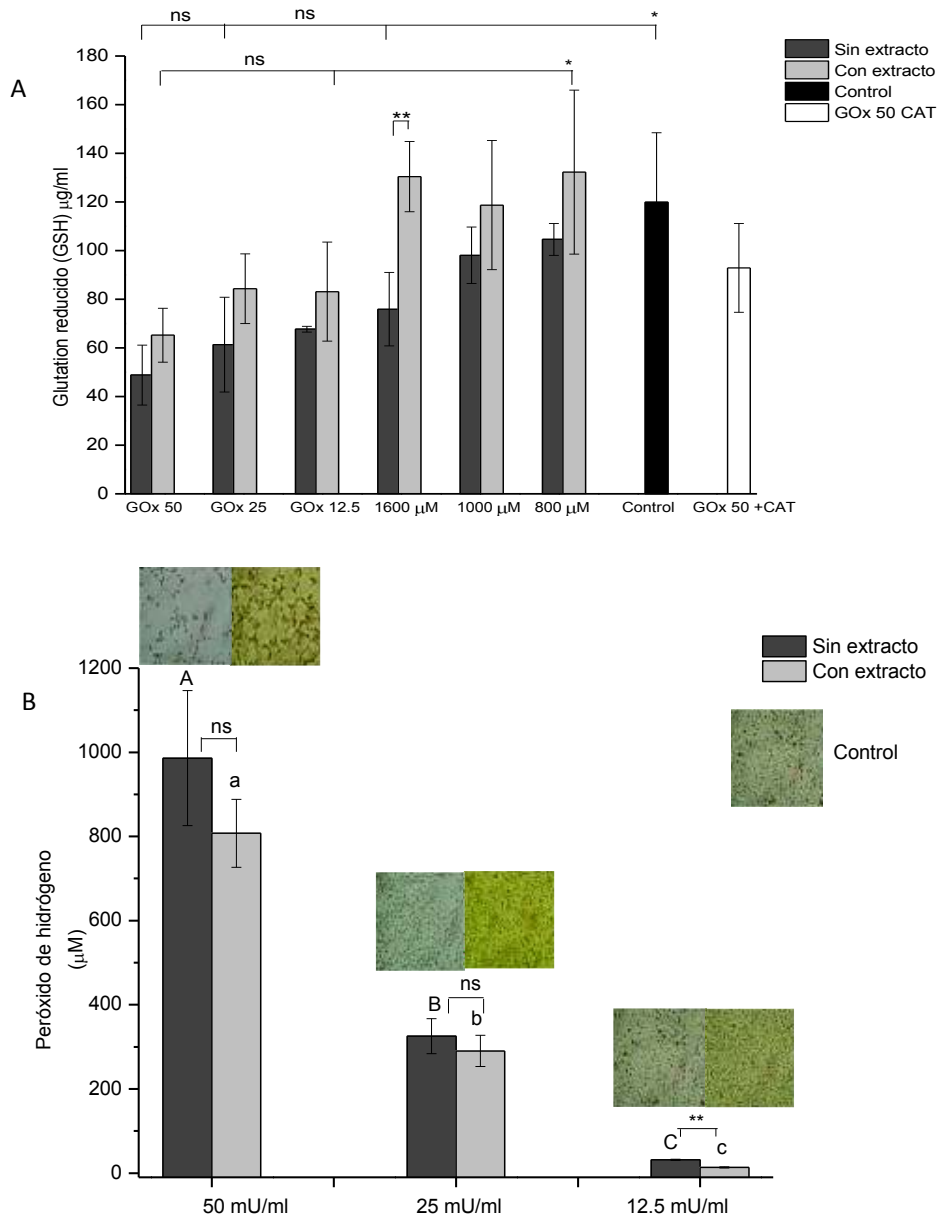 ns
ns
*
ns
*
**
A
180
160
140
120
100
80
60
40
20
0
Glutation reducido (GSH) μg/ml
Sin extracto
Con extracto
Control
GOx 50 CAT
GOx 50
GOx 25
GOx 12.5
1600 μM
1000 μM
800 μM
Control
GOx 50 +CAT
B
1200
1000
800
600
400
200
0
Peróxido de hidrógeno
(μM)
Sin extracto
Con extracto
Control
A
ns
a
B
ns
b
C
**
c
50 mU/ml
25 mU/ml
12.5 mU/ml